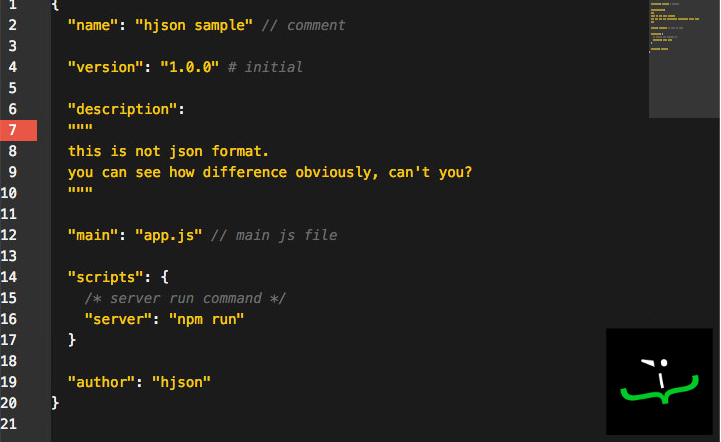 1 {
2 "name": "hjson sample" // comment
3
4 "version": "1.0.0" # initial
5
6 "description":
7 """
8 this is not json format.
9 you can see how difference obviously, can't you?
10 """
11
12 "main": "app.js" // main js file
13
14 "scripts": {
15 /* server run command */
16 "server": "npm run"
17 }
18
19 "author": "hjson"
20 }
21